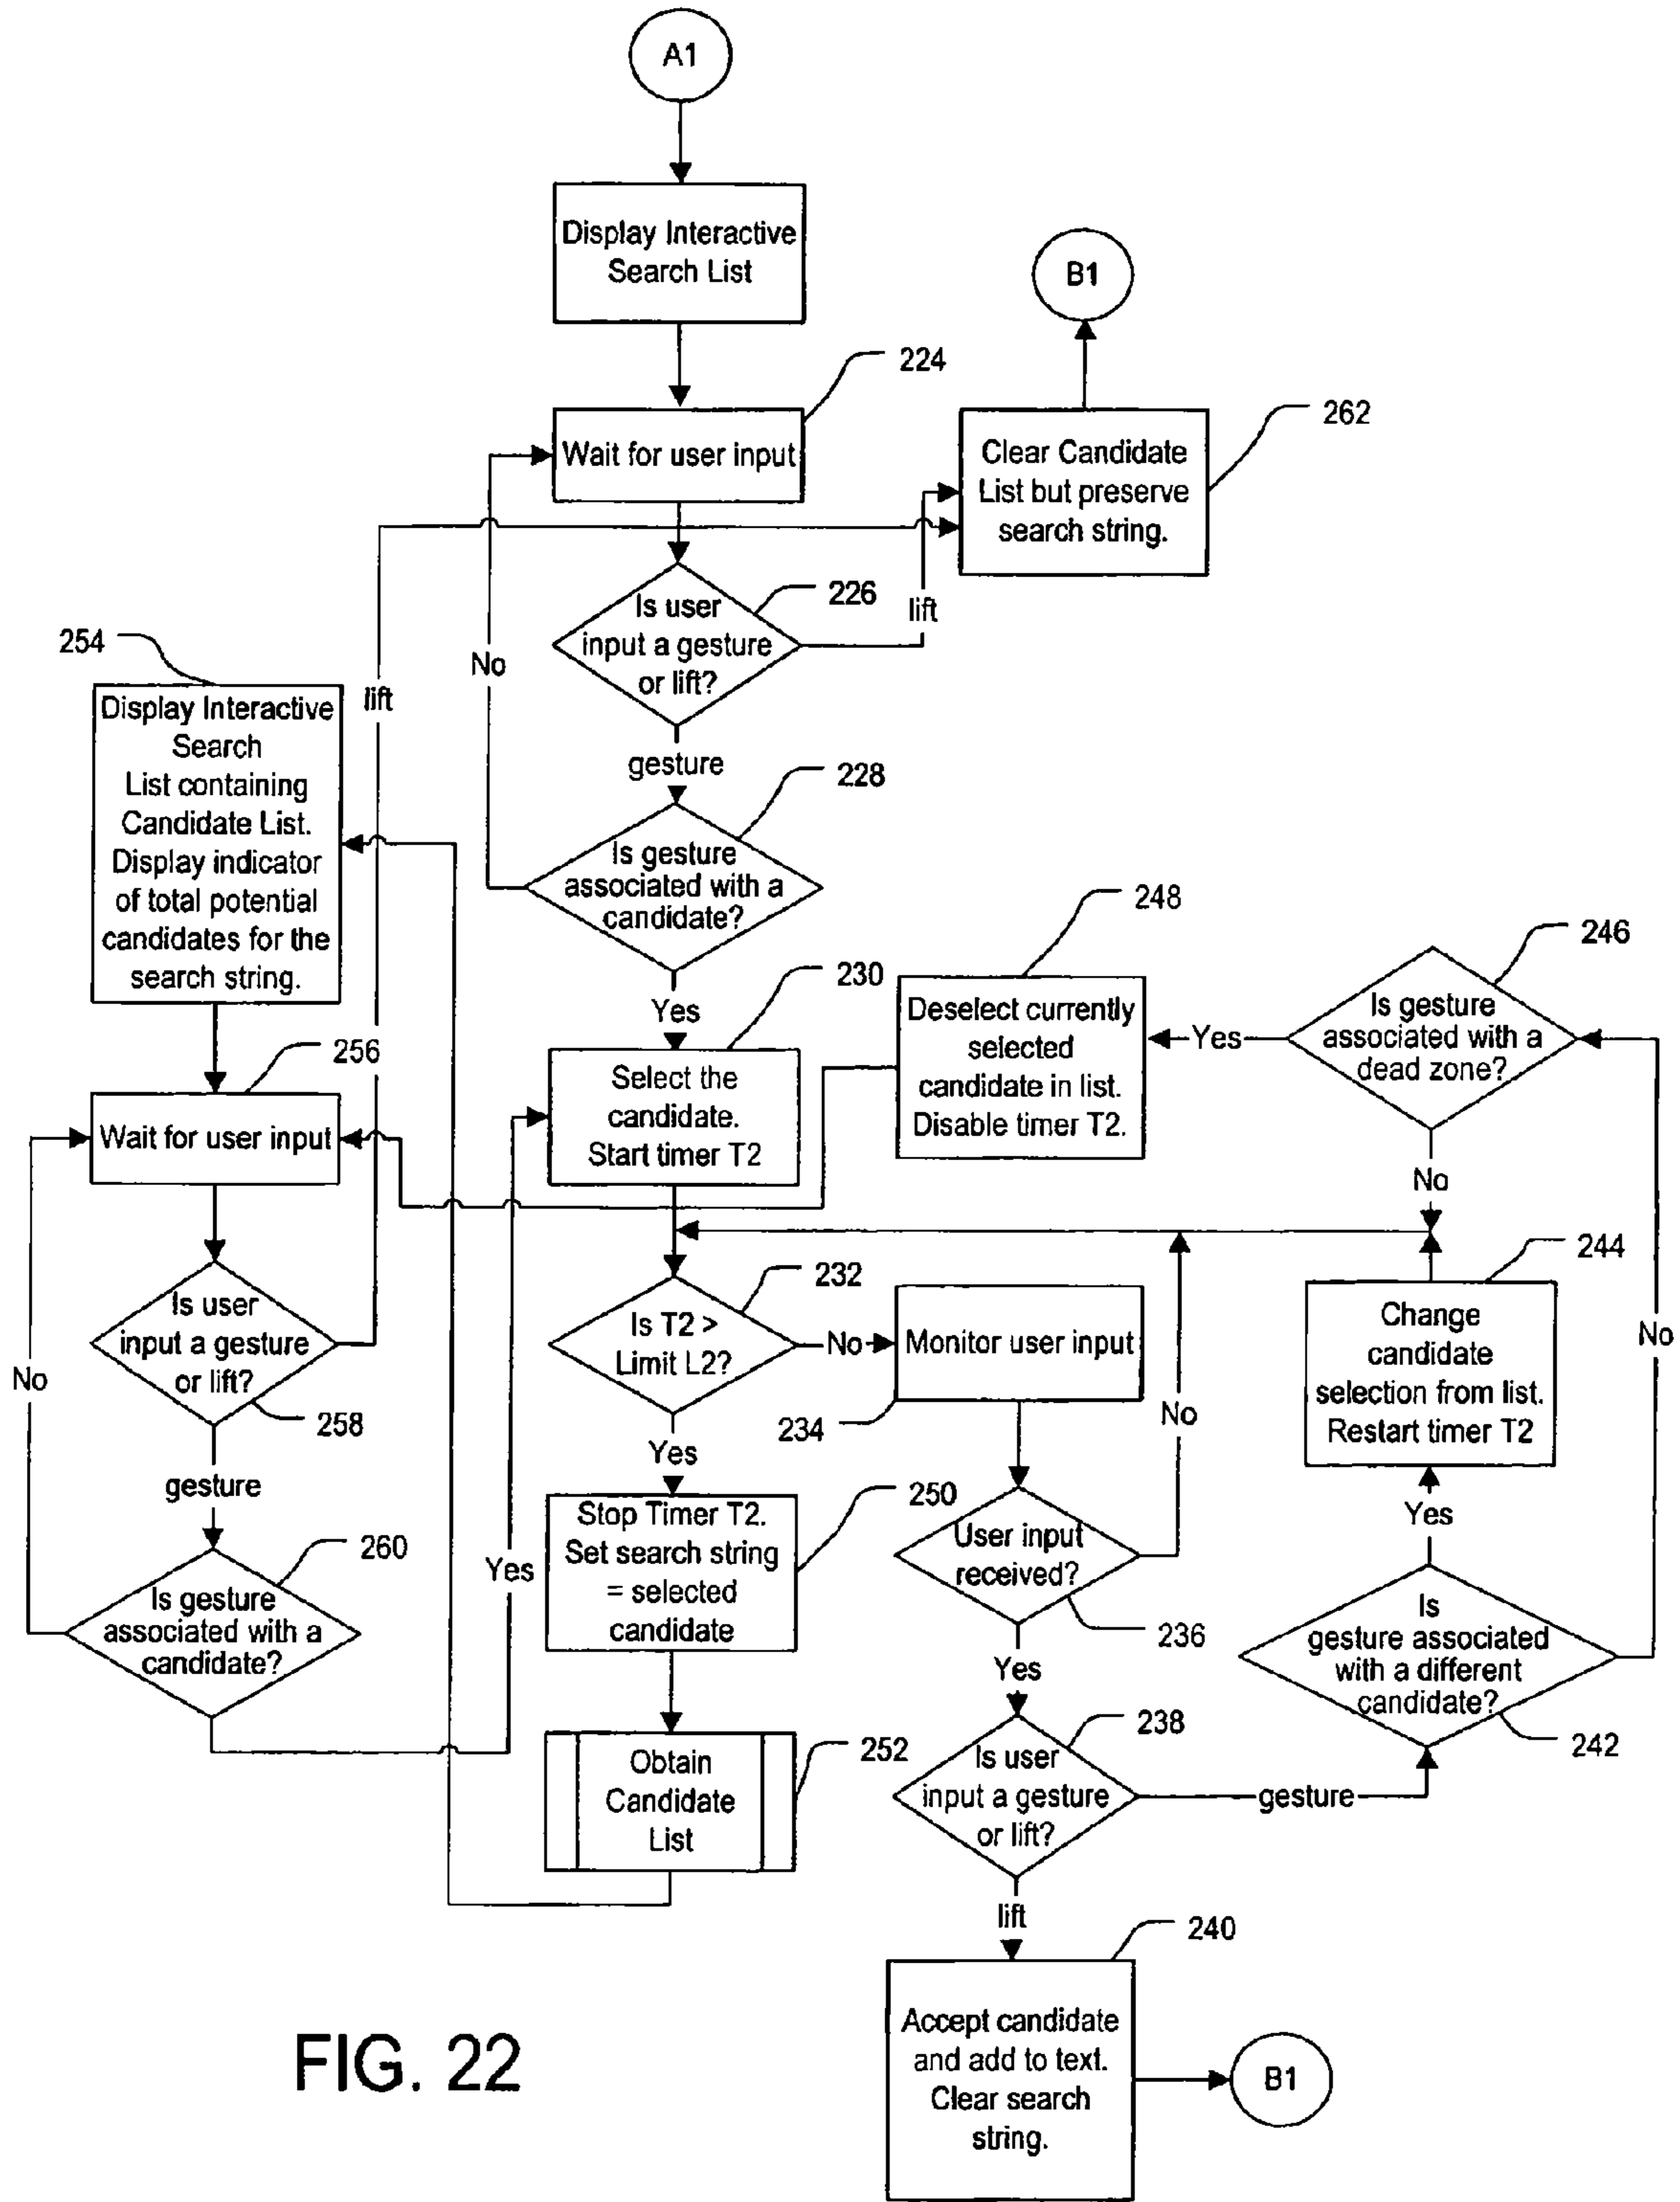 A1
Display Interactive
Search List
B1
224
Wait for user input
262
Clear Candidate
List but preserve
search string.
226
Is user
input a gesture
or lift?
lift
No
lift
254
Display Interactive
Search
List containing
Candidate List.
Display indicator
of total potential
candidates for the
search string.
gesture
228
Is gesture
associated with a
candidate?
Yes
230
Select the
candidate.
Start timer T2
248
Deselect currently
selected
candidate in list.
Disable timer T2.
Yes
246
Is gesture
associated with a
dead zone?
No
256
Wait for user input
Is user
input a gesture
or lift?
258
No
gesture
260
Is gesture
associated with a
candidate?
Yes
232
Is T2 >
Limit L2?
No
Monitor user input
234
No
244
Change
candidate
selection from list.
Restart timer T2
No
Yes
250
Stop Timer T2.
Set search string
= selected
candidate
User input
received?
236
Yes
Yes
Is
gesture associated
with a different
candidate?
242
252
Obtain
Candidate
List
238
Is user
input a gesture
or lift?
gesture
lift
240
Accept candidate
and add to text.
Clear search
string.
B1
FIG. 22